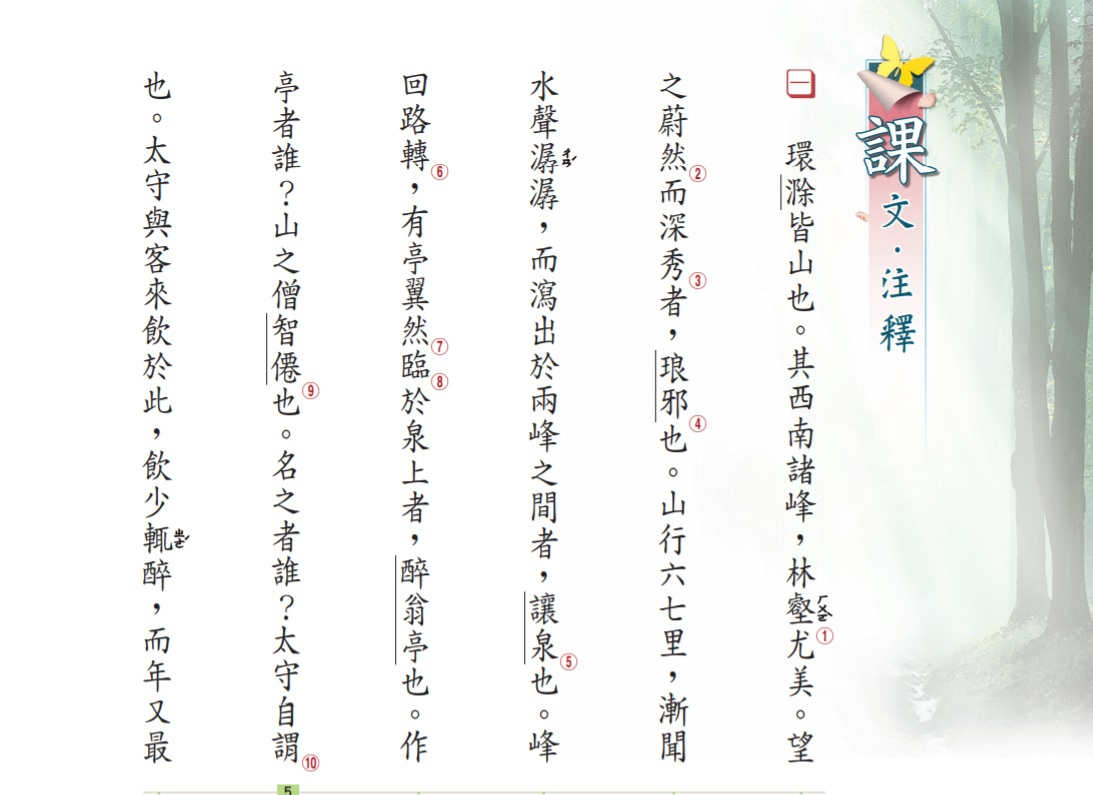 課文・注釋
一 環滁皆山也。其西南諸峰，林壑ㄏㄨㄛˋ①尤美。望
之蔚然②而深秀③者，琅邪④也。山行六七里，漸聞
水聲潺ㄔㄢˊ潺，而瀉出於兩峰之間者，讓泉⑤也。峰
回路轉⑥，有亭翼然⑦臨⑧於泉上者，醉翁亭也。作
亭者誰？山之僧智僊⑨也。名之者誰？太守自謂⑩
也。太守與客來飲於此，飲少輒ㄓㄜˊ醉，而年又最
5